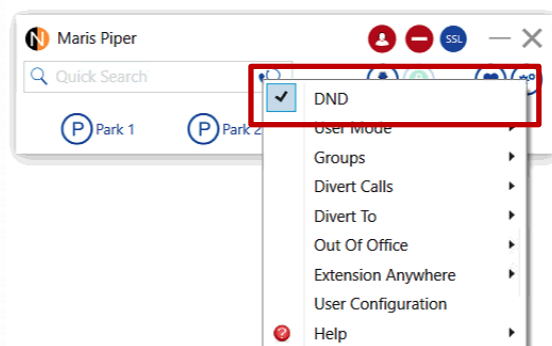 Maris Piper
SSL
Quick Search
DND
P Park 1
P Park 2
User Mode
Groups
Divert Calls
Divert To
Out Of Office
Extension Anywhere
User Configuration
Help